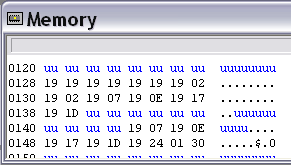 Memory
0120 uu uu uu uu uu uu uu uu uuuuuuuu
0128 19 19 19 19 19 19 19 02 ........
0130 19 02 19 07 19 0E 19 17 ........
0138 19 1D uu uu uu uu uu uu ..uuuuuu
0140 uu uu uu uu 19 07 19 0E uuuu....
0148 19 17 19 1D 19 24 01 30 .....$.0